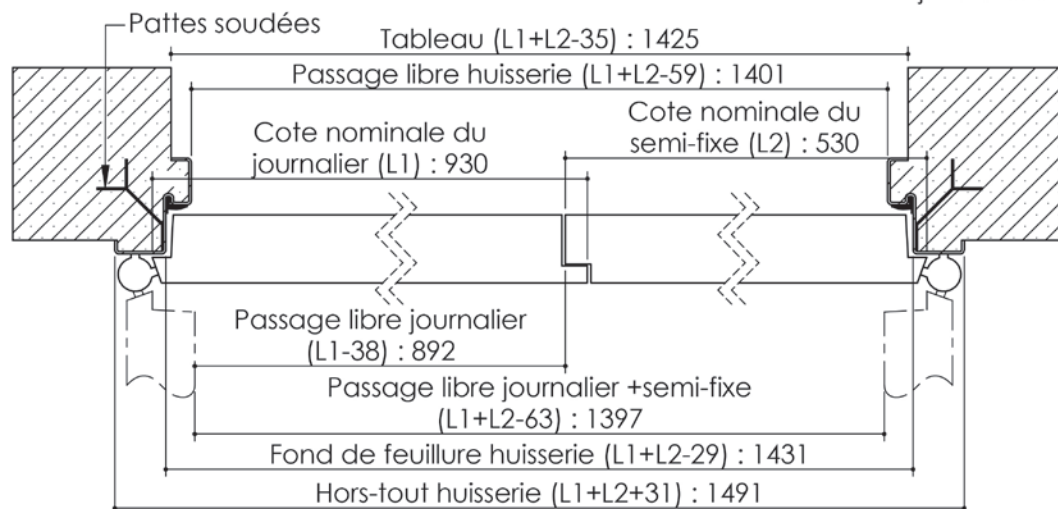 Pattes soudées
Tableau (L1+L2-35) : 1425
Passage libre huisserie (L1+L2-59) : 1401
Cote nominale du
journalier (L1) : 930
Cote nominale du
semi-fixe (L2) : 530
Passage libre journalier
(L1-38) : 892
Passage libre journalier +semi-fixe
(L1+L2-63) : 1397
Fond de feuillure huisserie (L1+L2-29) : 1431
Hors-tout huisserie (L1+L2+31) : 1491